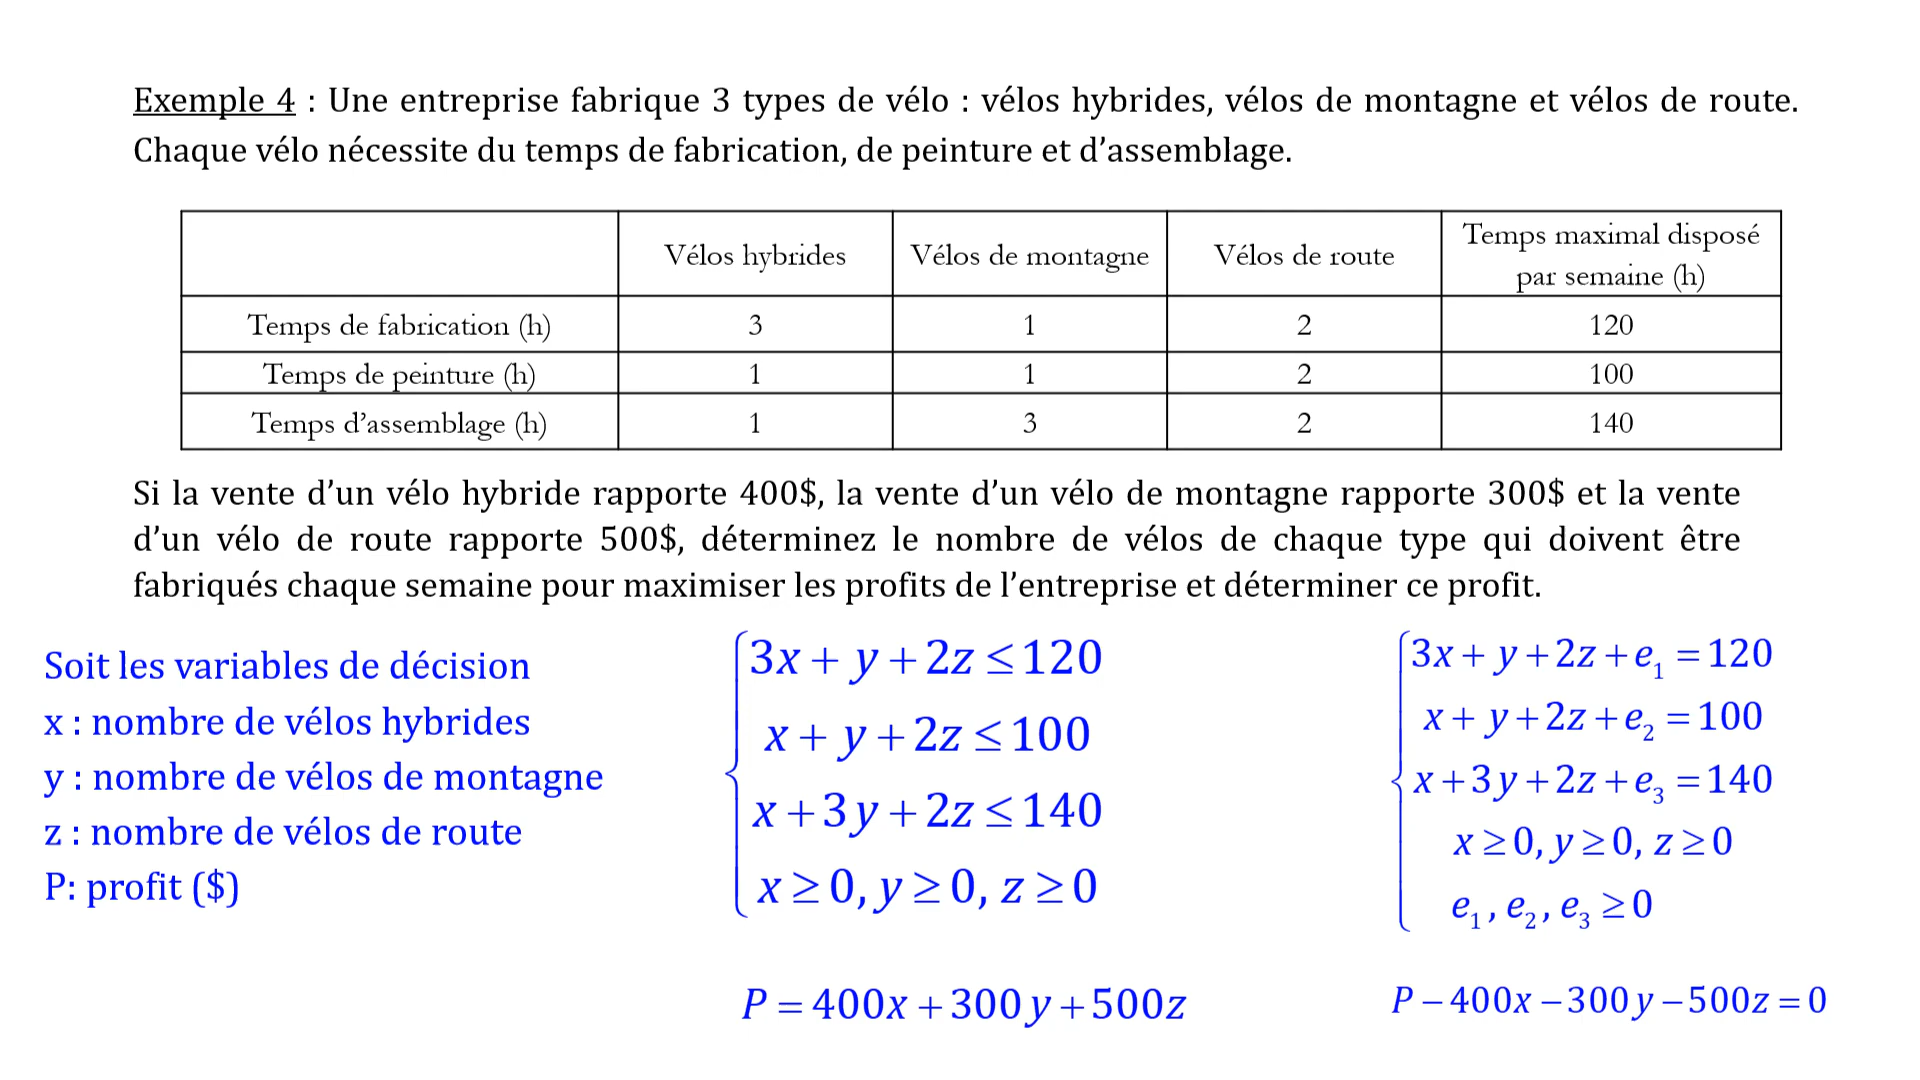 Exemple 4 : Une entreprise fabrique 3 types de vélo : vélos hybrides, vélos de montagne et vélos de route.
Chaque vélo nécessite du temps de fabrication, de peinture et d’assemblage.
Vélos hybrides Vélos de montagne Vélos de route Temps maximal disposé
par semaine (h)
Temps de fabrication (h) 3 1 2 120
Temps de peinture (h) 1 1 2 100
Temps d’assemblage (h) 1 3 2 140
Si la vente d’un vélo hybride rapporte 400$, la vente d’un vélo de montagne rapporte 300$ et la vente
d’un vélo de route rapporte 500$, déterminez le nombre de vélos de chaque type qui doivent être
fabriqués chaque semaine pour maximiser les profits de l’entreprise et déterminer ce profit.
Soit les variables de décision
x : nombre de vélos hybrides
y : nombre de vélos de montagne
z : nombre de vélos de route
P: profit ($)
3x + y + 2z ≤ 120
x + y + 2z ≤ 100
x + 3y + 2z ≤ 140
x ≥ 0, y ≥ 0, z ≥ 0
P = 400x + 300y + 500z
3x + y + 2z + e₁ = 120
x + y + 2z + e₂ = 100
x + 3y + 2z + e₃ = 140
x ≥ 0, y ≥ 0, z ≥ 0
e₁, e₂, e₃ ≥ 0
P − 400x − 300y − 500z = 0